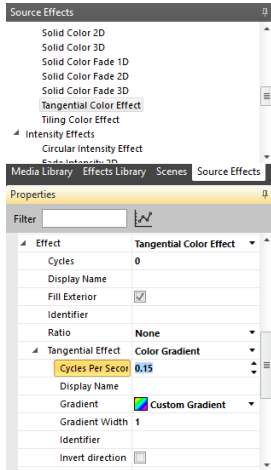 Source Effects
Solid Color 2D
Solid Color 3D
Solid Color Fade 1D
Solid Color Fade 2D
Solid Color Fade 3D
Tangential Color Effect
Tiling Color Effect
Intensity Effects
Circular Intensity Effect
Fade Intensity 2D
Media Library Effects Library Scenes Source Effects
Properties
Filter
Effect Tangential Color Effect
Cycles 0
Display Name
Fill Exterior
Identifier
Ratio None
Tangential Effect Color Gradient
Cycles Per Secor 0.15
Display Name
Gradient Custom Gradient
Gradient Width 1
Identifier
Invert direction